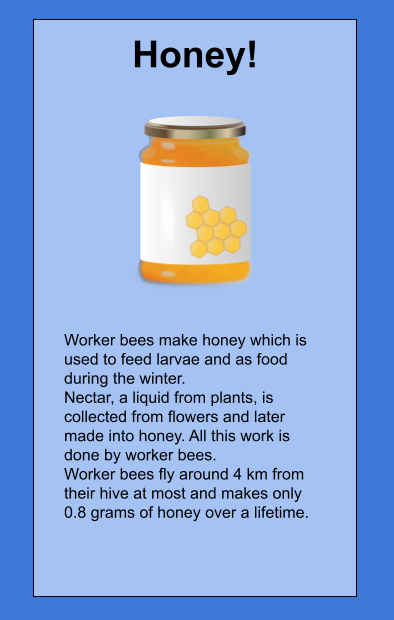 Honey!
Worker bees make honey which is
used to feed larvae and as food
during the winter.
Nectar, a liquid from plants, is
collected from flowers and later
made into honey. All this work is
done by worker bees.
Worker bees fly around 4 km from
their hive at most and makes only
0.8 grams of honey over a lifetime.